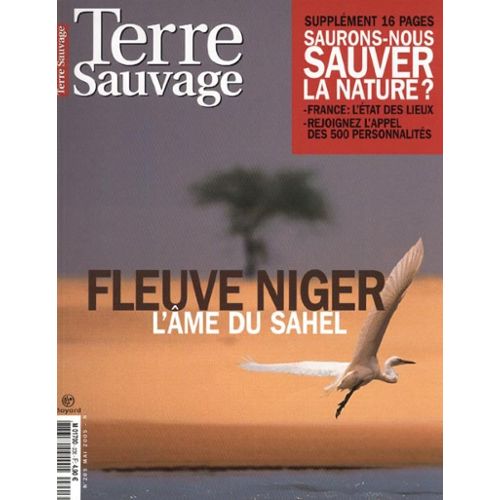 Terre Sauvage
Terre
Sauvage
SUPPLÉMENT 16 PAGES
SAURONS-NOUS
SAUVER
LA NATURE ?
-FRANCE: L'ÉTAT DES LIEUX
-REJOIGNEZ L'APPEL
DES 500 PERSONNALITÉS
FLEUVE NIGER
L'ÂME DU SAHEL
bayard
MAI 2005